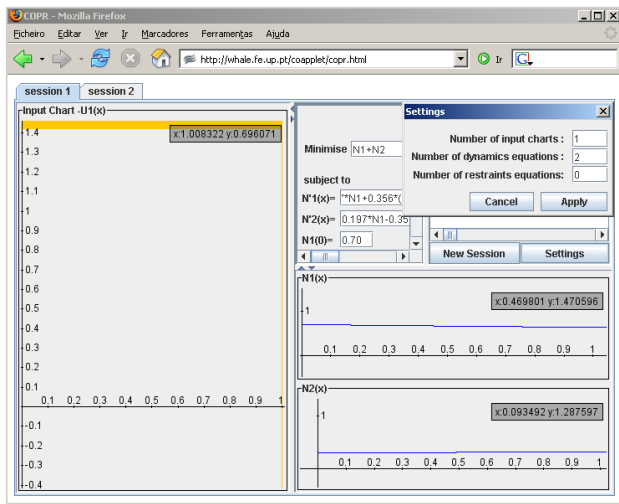 COPR - Mozilla Firefox
Ficheiro Editar Ver Ir Marcadores Ferramentas Ajuda
http://whale.fe.up.pt/coapplet/copr.html Ir
session 1 session 2
Input Chart -U1(x)
x:1.008322 y:0.696071
1.4
1.3
1.2
1.1
1
0.9
0.8
0.7
0.6
0.5
0.4
0.3
0.2
0.1
0.1 0.2 0.3 0.4 0.5 0.6 0.7 0.8 0.9 1
-0.1
-0.2
-0.3
-0.4
Minimise N1+N2
subject to
N'1(x)= '*N1+0.356*(
N'2(x)= 0.197*N1-0.35
N1(0)= 0.70
Settings
Number of input charts : 1
Number of dynamics equations : 2
Number of restraints equations: 0
Cancel Apply
New Session Settings
N1(x)
x:0.469801 y:1.470596
1
0.1 0.2 0.3 0.4 0.5 0.6 0.7 0.8 0.9 1
N2(x)
x:0.093492 y:1.287597
1
0.1 0.2 0.3 0.4 0.5 0.6 0.7 0.8 0.9 1